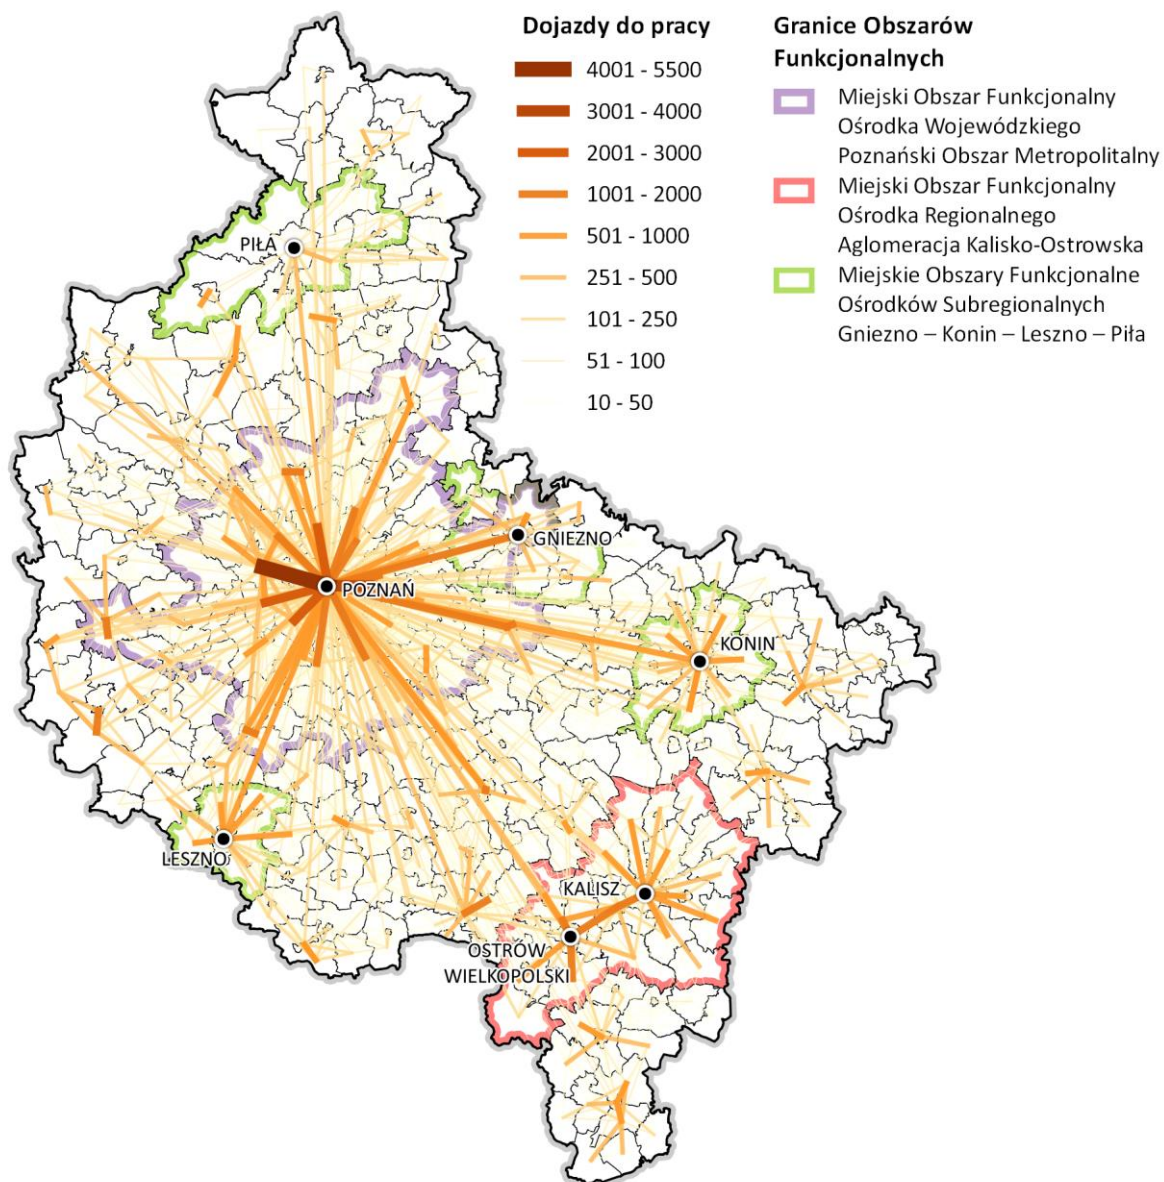 Dojazdy do pracy
4001 - 5500
3001 - 4000
2001 - 3000
1001 - 2000
501 - 1000
251 - 500
101 - 250
51 - 100
10 - 50
Granice Obszarów
Funkcjonalnych
Miejski Obszar Funkcjonalny
Ośrodka Wojewódzkiego
Poznański Obszar Metropolitalny
Miejski Obszar Funkcjonalny
Ośrodka Regionalnego
Aglomeracja Kalisko-Ostrowska
Miejskie Obszary Funkcjonalne
Ośrodków Subregionalnych
Gniezno – Konin – Leszno – Piła
PIŁA
GNIEZNO
POZNAŃ
KONIN
LESZNO
KALISZ
OSTRÓW
WIELKOPOLSKI